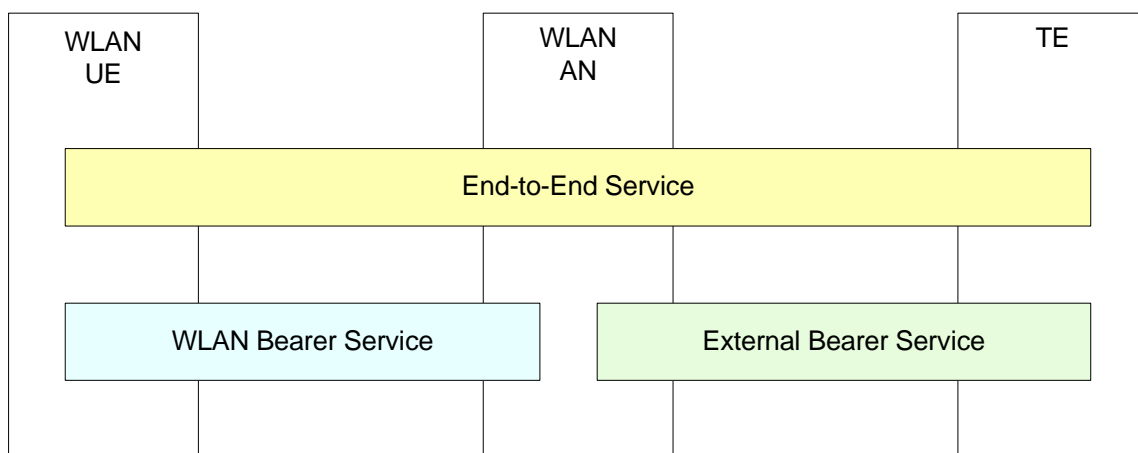 WLAN
UE
WLAN
AN
TE
End-to-End Service
WLAN Bearer Service
External Bearer Service